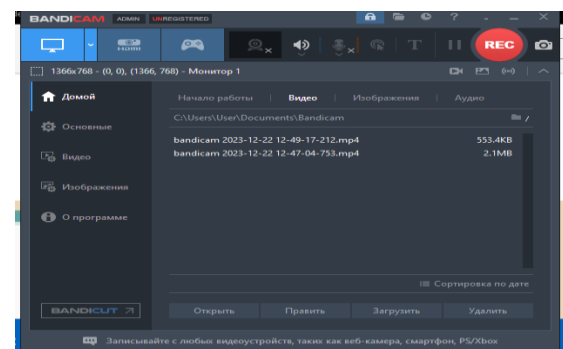 BANDICAM ADMIN UNREGISTERED ?
HDMI T REC
1366x768 - (0, 0), (1366, 768) - Монитор 1
Домой
Основные
Видео
Изображения
О программе
BANDICUT
Начало работы | Видео | Изображения | Аудио
C:\Users\User\Documents\Bandicam /
bandicam 2023-12-22 12-49-17-212.mp4 553.4KB
bandicam 2023-12-22 12-47-04-753.mp4 2.1MB
Сортировка по дате
Открыть Править Загрузить Удалить
Записывайте с любых видеоустройств, таких как веб-камера, смартфон, PS/Xbox